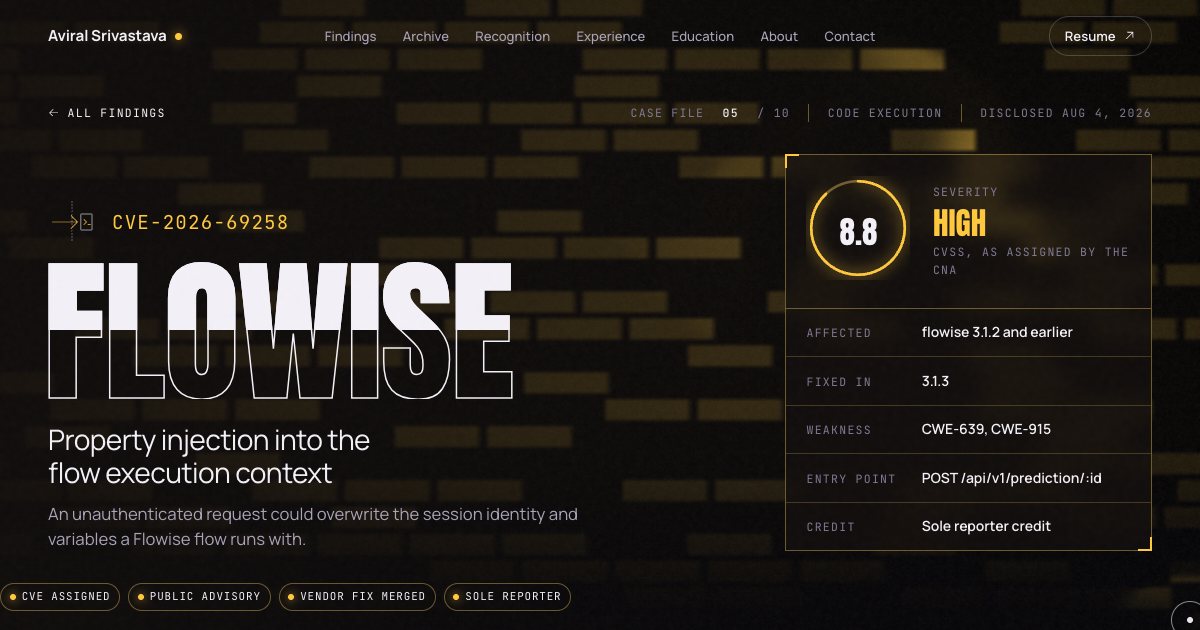 Aviral Srivastava
Findings Archive Recognition Experience Education About Contact
Resume ↗
← ALL FINDINGS
CASE FILE 05 / 10 CODE EXECUTION DISCLOSED AUG 4, 2026
CVE-2026-69258
FLOWISE
Property injection into the
flow execution context
An unauthenticated request could overwrite the session identity and
variables a Flowise flow runs with.
CVE ASSIGNED PUBLIC ADVISORY VENDOR FIX MERGED SOLE REPORTER
8.8
SEVERITY
HIGH
CVSS, AS ASSIGNED BY THE
CNA
AFFECTED flowise 3.1.2 and earlier
FIXED IN 3.1.3
WEAKNESS CWE-639, CWE-915
ENTRY POINT POST /api/v1/prediction/:id
CREDIT Sole reporter credit